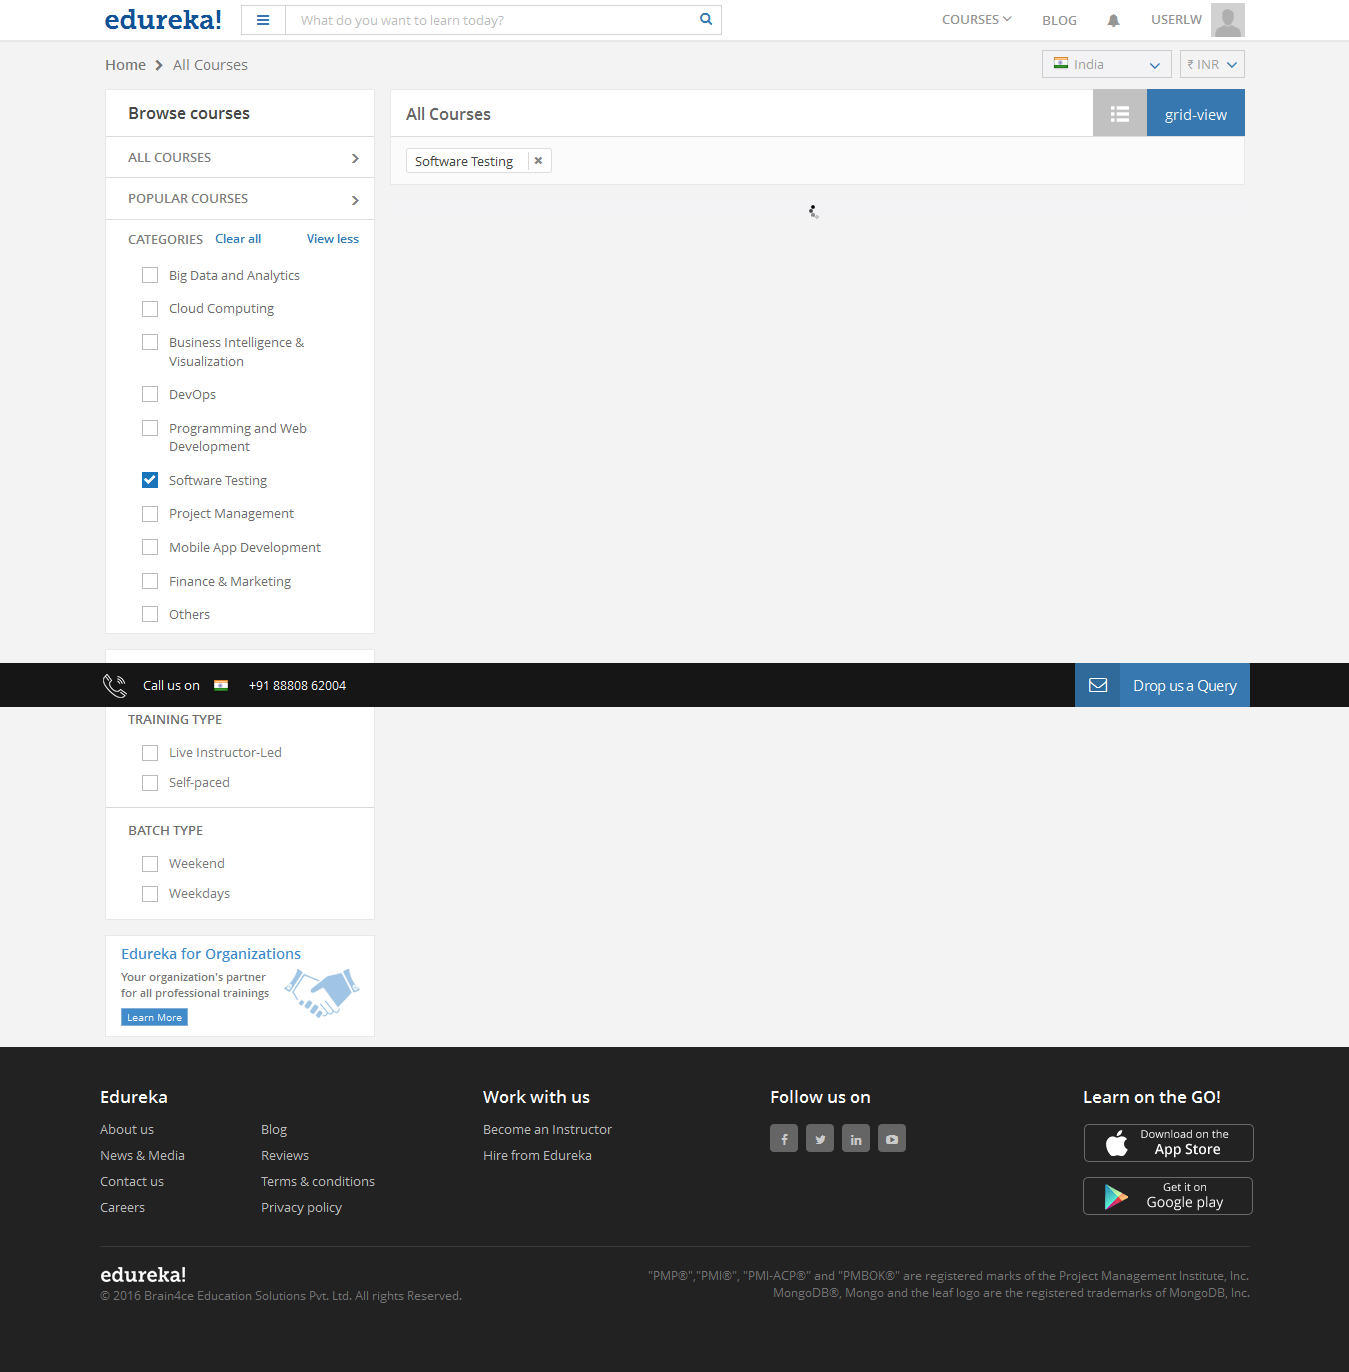 edureka!
What do you want to learn today?
COURSES
BLOG
USERLW
Home
All Courses
India
₹ INR
Browse courses
ALL COURSES
POPULAR COURSES
CATEGORIES
Clear all
View less
Big Data and Analytics
Cloud Computing
Business Intelligence &
Visualization
DevOps
Programming and Web
Development
Software Testing
Project Management
Mobile App Development
Finance & Marketing
Others
All Courses
grid-view
Software Testing
Call us on
+91 88808 62004
Drop us a Query
TRAINING TYPE
Live Instructor-Led
Self-paced
BATCH TYPE
Weekend
Weekdays
Edureka for Organizations
Your organization's partner
for all professional trainings
Learn More
Edureka
About us
News & Media
Contact us
Careers
Blog
Reviews
Terms & conditions
Privacy policy
Work with us
Become an Instructor
Hire from Edureka
Follow us on
Learn on the GO!
Download on the
App Store
Get it on
Google play
edureka!
© 2016 Brain4ce Education Solutions Pvt. Ltd. All rights Reserved.
"PMP®","PMI®", "PMI-ACP®" and "PMBOK®" are registered marks of the Project Management Institute, Inc.
MongoDB®, Mongo and the leaf logo are the registered trademarks of MongoDB, Inc.